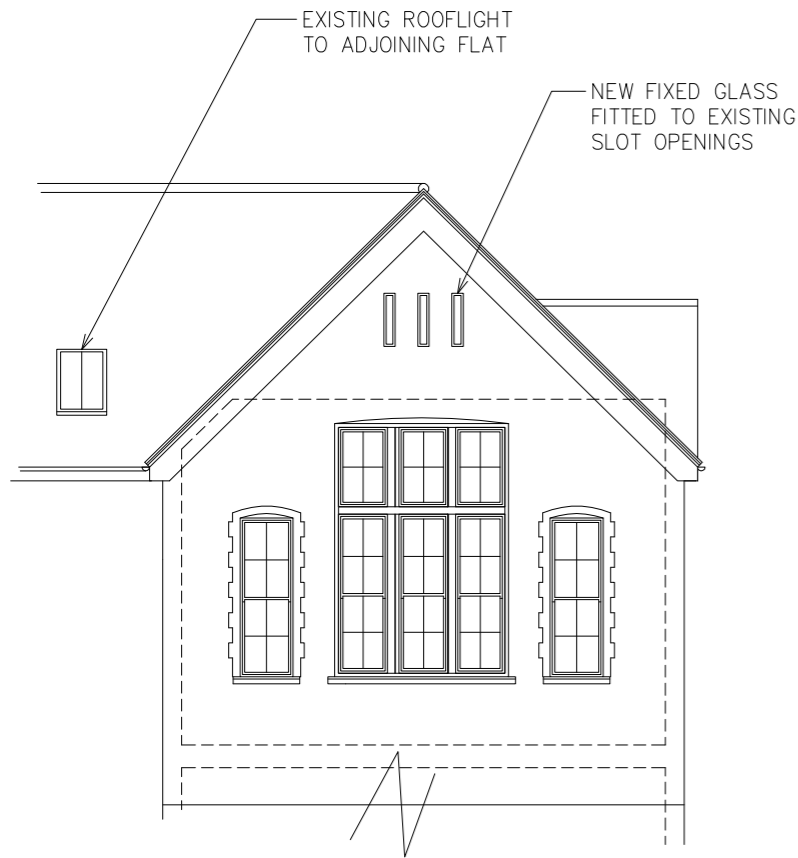 EXISTING ROOFLIGHT
TO ADJOINING FLAT
NEW FIXED GLASS
FITTED TO EXISTING
SLOT OPENINGS